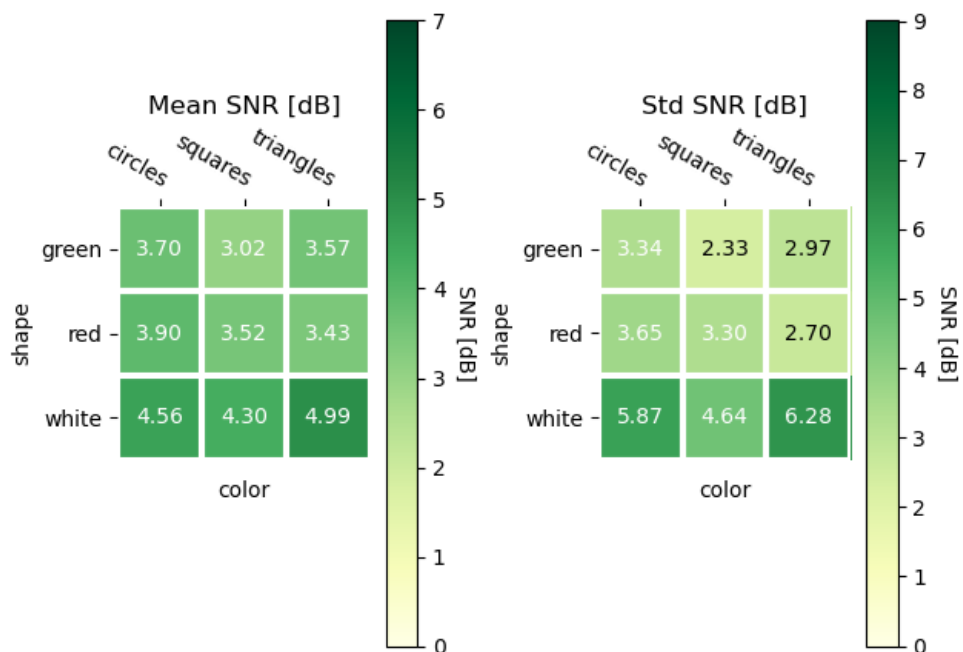 Mean SNR [dB]
circles
squares
triangles
green
red
white
shape
3.70 3.02 3.57
3.90 3.52 3.43
4.56 4.30 4.99
color
7
6
5
4
3
2
1
0
SNR [dB]
Std SNR [dB]
circles
squares
triangles
green
red
white
shape
3.34 2.33 2.97
3.65 3.30 2.70
5.87 4.64 6.28
color
9
8
7
6
5
4
3
2
1
0
SNR [dB]